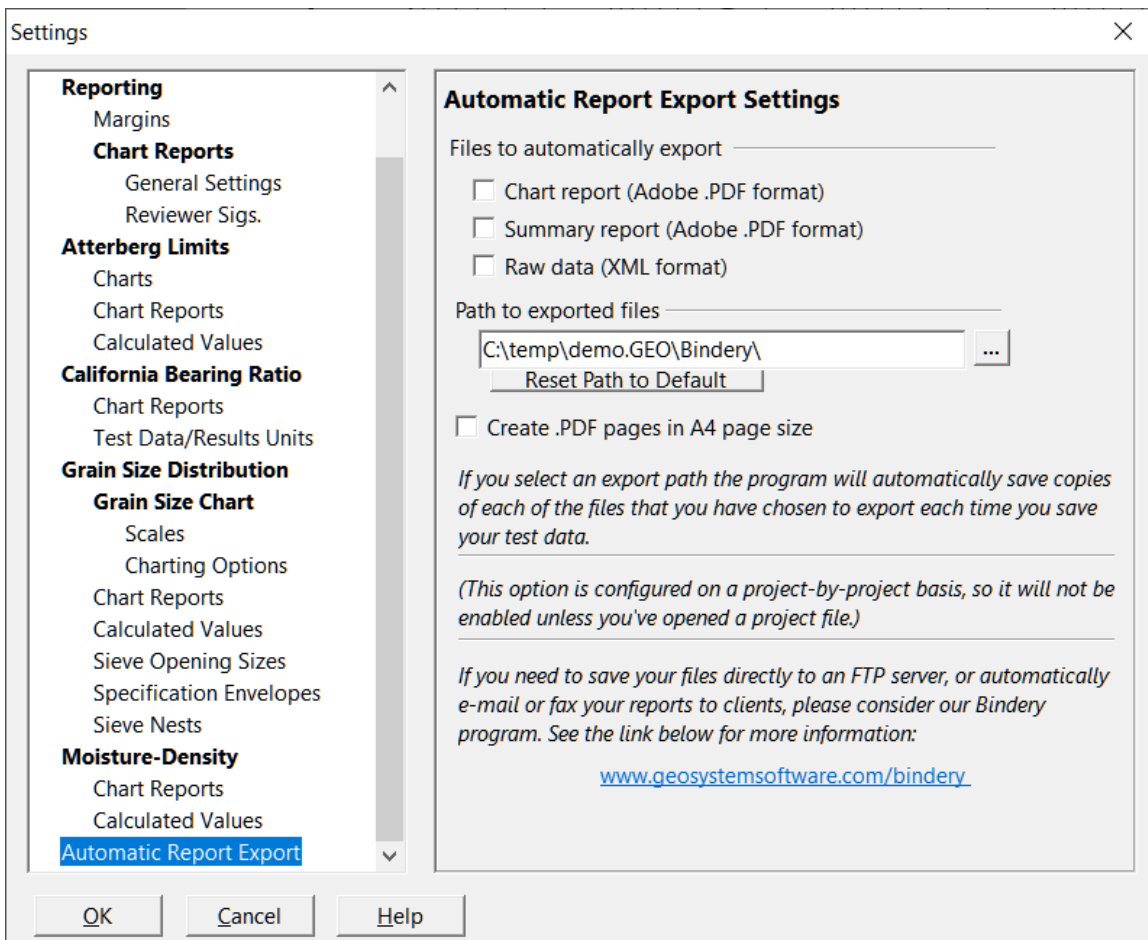 Settings
Reporting
Margins
Chart Reports
General Settings
Reviewer Sigs.
Atterberg Limits
Charts
Chart Reports
Calculated Values
California Bearing Ratio
Chart Reports
Test Data/Results Units
Grain Size Distribution
Grain Size Chart
Scales
Charting Options
Chart Reports
Calculated Values
Sieve Opening Sizes
Specification Envelopes
Sieve Nests
Moisture-Density
Chart Reports
Calculated Values
Automatic Report Export
Automatic Report Export Settings
Files to automatically export
Chart report (Adobe .PDF format)
Summary report (Adobe .PDF format)
Raw data (XML format)
Path to exported files
C:\temp\demo.GEO\Bindery\
...
Reset Path to Default
Create .PDF pages in A4 page size
If you select an export path the program will automatically save copies
of each of the files that you have chosen to export each time you save
your test data.
(This option is configured on a project-by-project basis, so it will not be
enabled unless you've opened a project file.)
If you need to save your files directly to an FTP server, or automatically
e-mail or fax your reports to clients, please consider our Bindery
program. See the link below for more information:
www.geosystemsoftware.com/bindery
OK
Cancel
Help